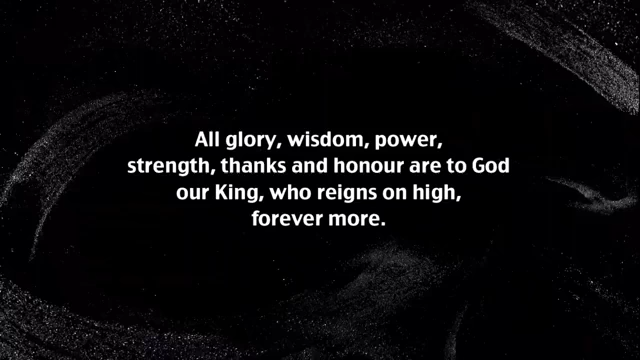 All glory, wisdom, power,
strength, thanks and honour are to God
our King, who reigns on high,
forever more.